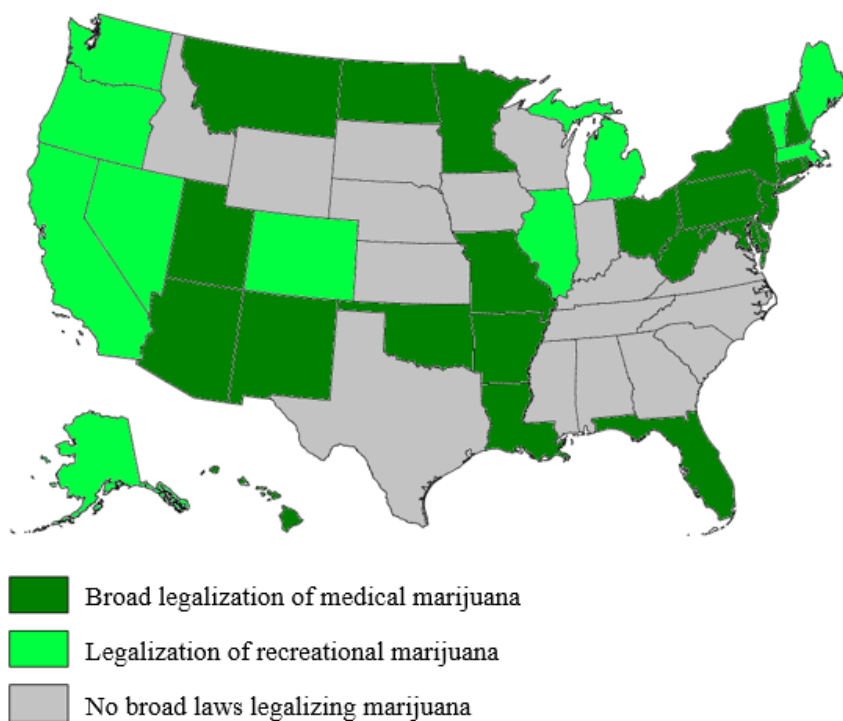 Broad legalization of medical marijuana
Legalization of recreational marijuana
No broad laws legalizing marijuana